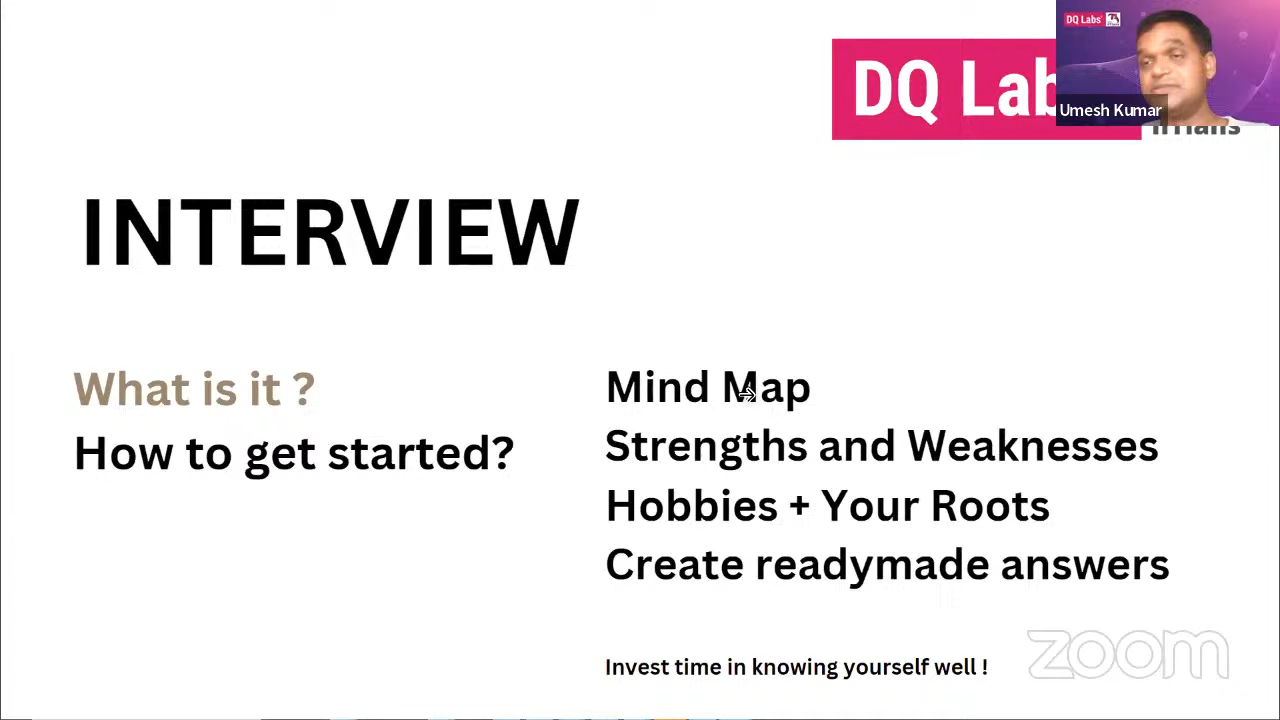 DQ Labs
DQ Lab
Umesh Kumar
INTERVIEW
What is it ?
How to get started?
Mind Map
Strengths and Weaknesses
Hobbies + Your Roots
Create readymade answers
Invest time in knowing yourself well !
zoom